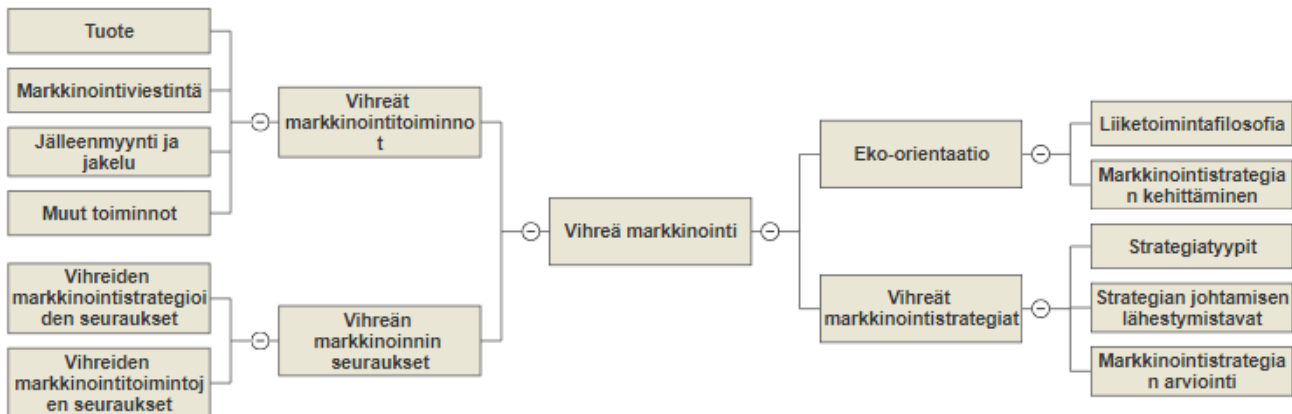 Tuote
Markkinointiviestintä
Jälleenmyynti ja
jakelu
Muut toiminnot
Vihreät
markkinointitoiminno
t
Vihreiden
markkinointistrategioi
den seuraukset
Vihreiden
markkinointitoimintoj
en seuraukset
Vihreän
markkinoinnin
seuraukset
Vihreä markkinointi
Eko-orientaatio
Liiketoimintafilosofia
Markkinointistrategia
n kehittäminen
Vihreät
markkinointistrategiat
Strategiatyypit
Strategian johtamisen
lähestymistavat
Markkinointistrategia
n arviointi